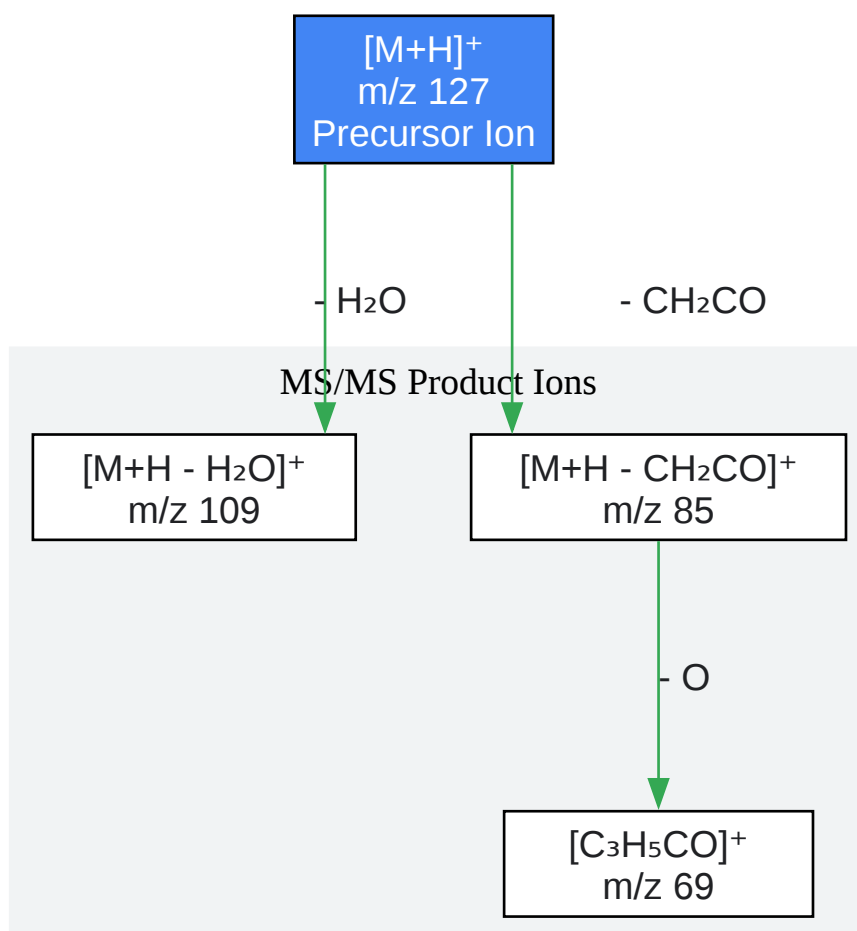 [M+H]⁺
m/z 127
Precursor Ion
- H₂O
- CH₂CO
MS/MS Product Ions
[M+H - H₂O]⁺
m/z 109
[M+H - CH₂CO]⁺
m/z 85
- O
[C₃H₅CO]⁺
m/z 69